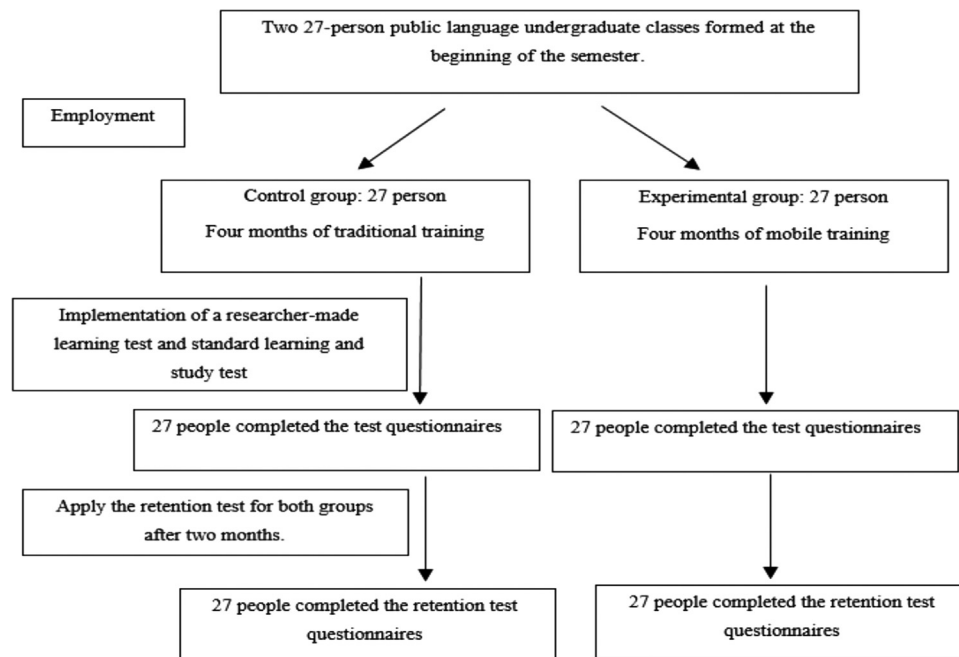 Two 27-person public language undergraduate classes formed at the
beginning of the semester.
Employment
Control group: 27 person
Four months of traditional training
Experimental group: 27 person
Four months of mobile training
Implementation of a researcher-made
learning test and standard learning and
study test
27 people completed the test questionnaires
27 people completed the test questionnaires
Apply the retention test for both groups
after two months.
27 people completed the retention test
questionnaires
27 people completed the retention test
questionnaires